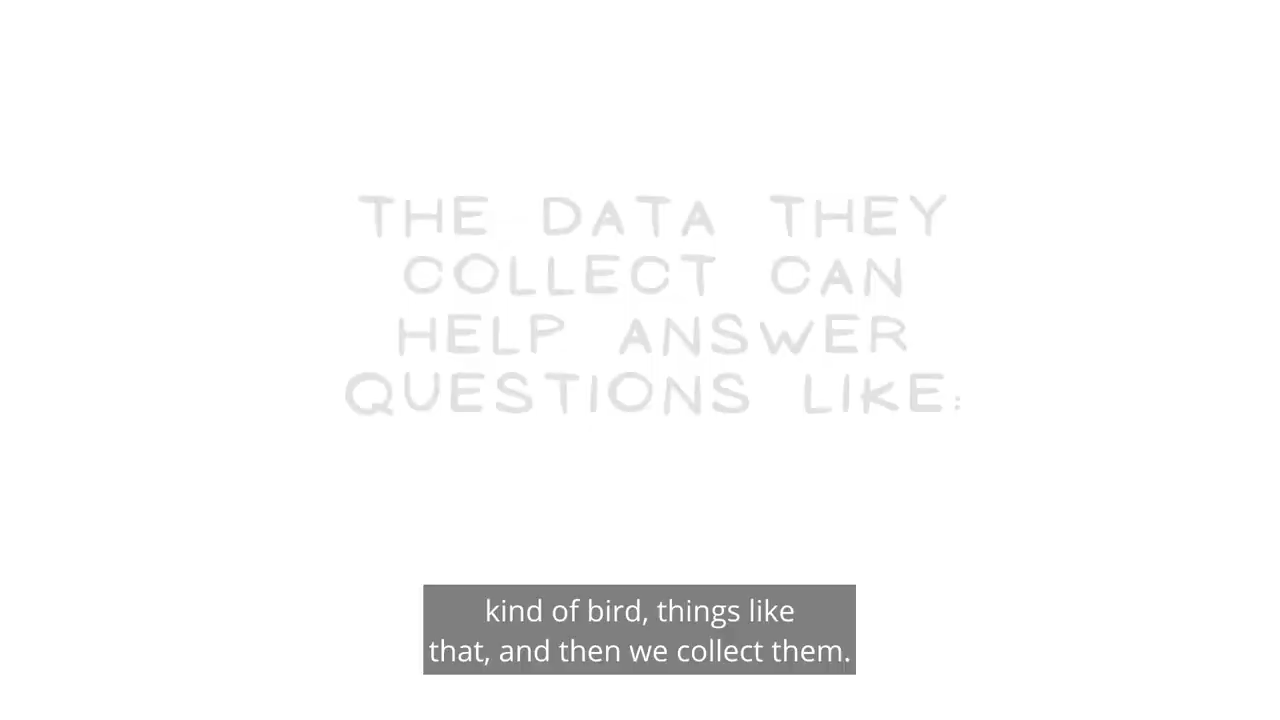 THE DATA THEY
COLLECT CAN
HELP ANSWER
QUESTIONS LIKE:
kind of bird, things like
that, and then we collect them.